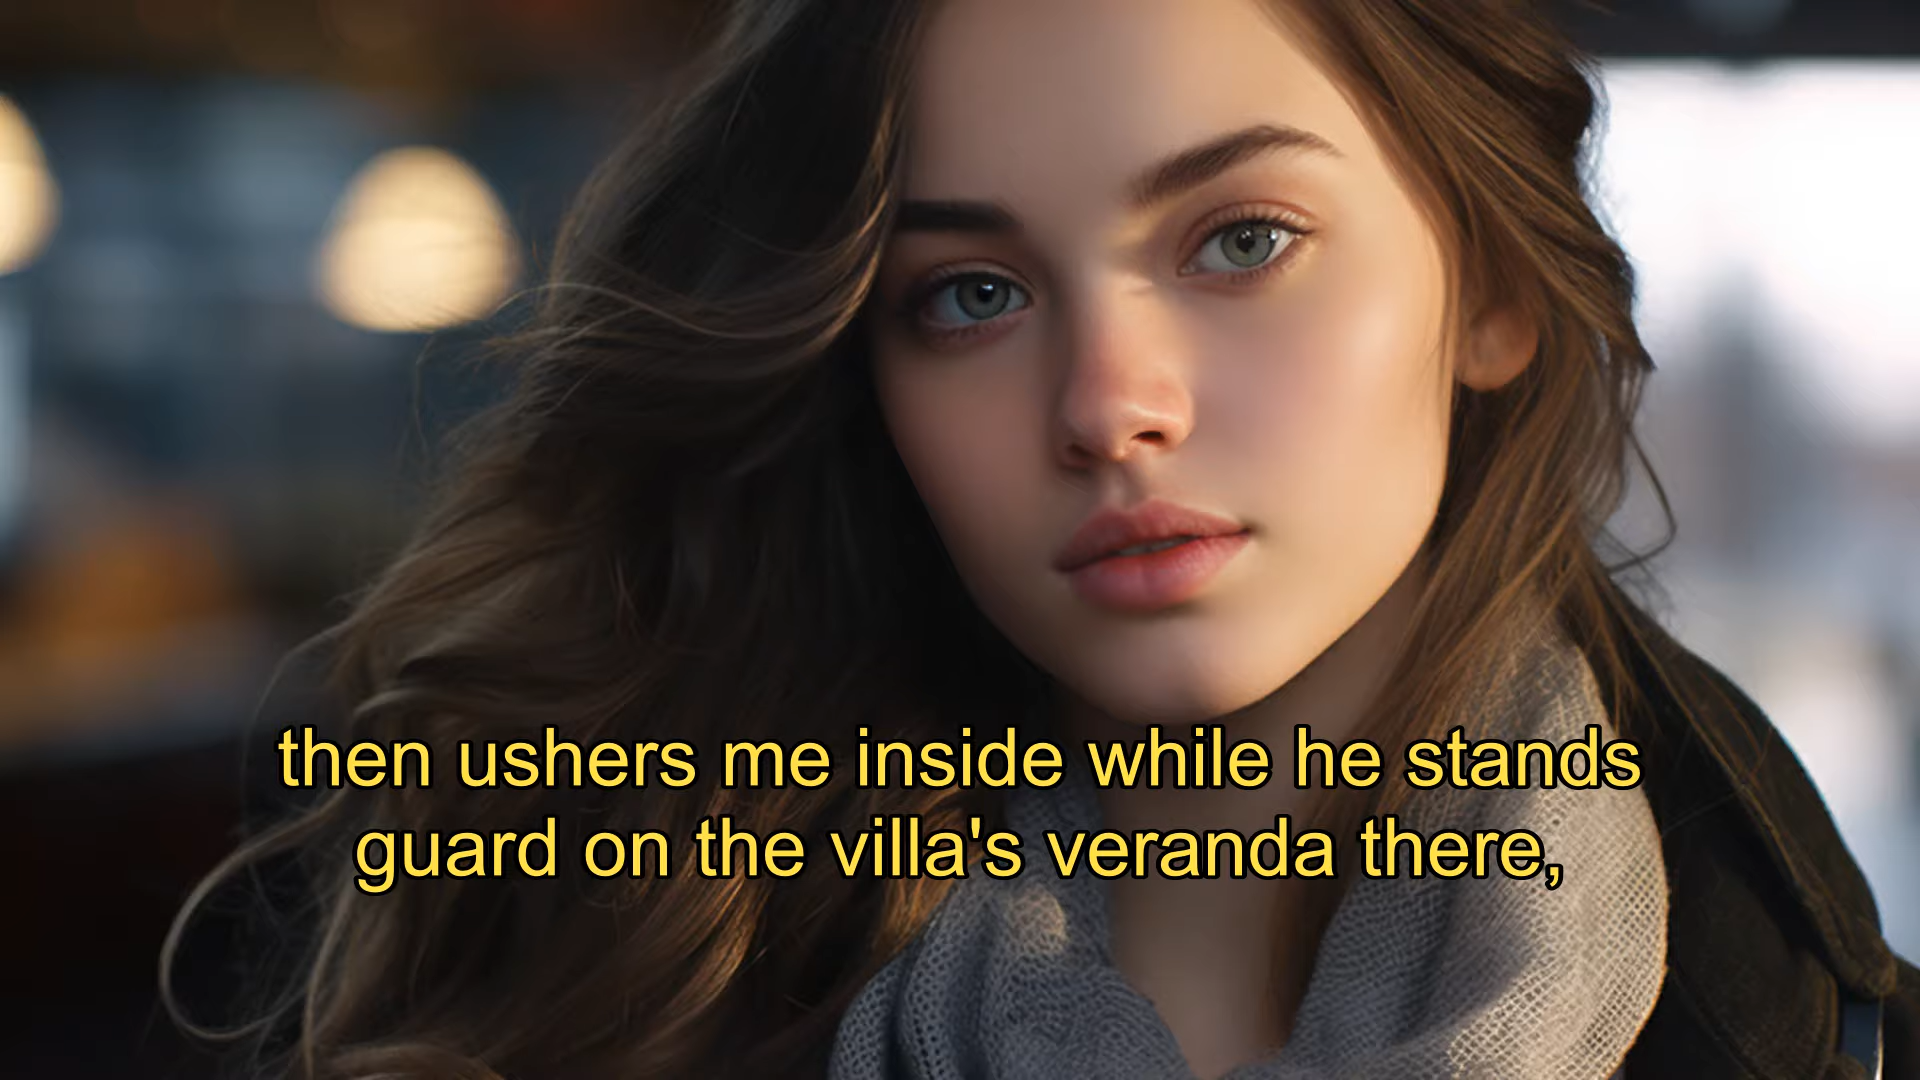 then ushers me inside while he stands
guard on the villa's veranda there,